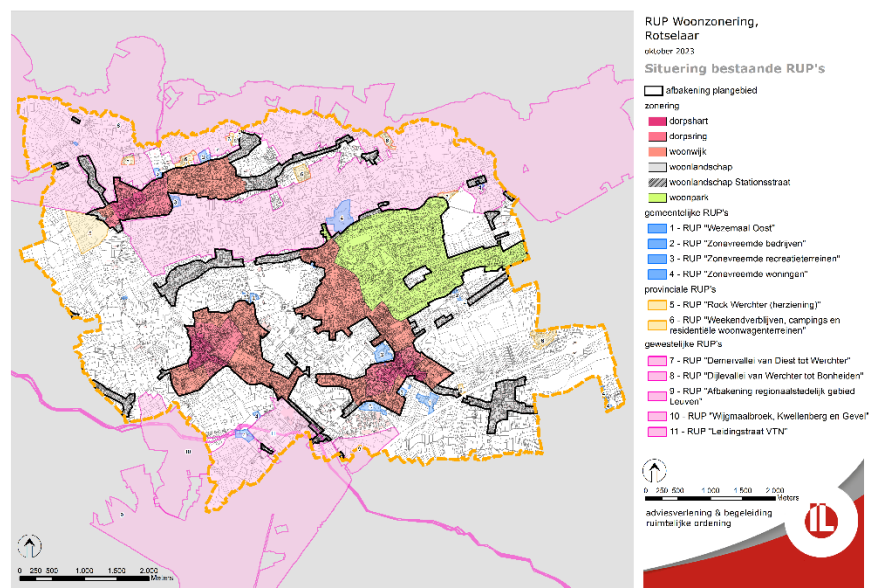 RUP Woonzonering,
Rotselaar
oktober 2023
Situering bestaande RUP's
afbakening plangebied
zonering
dorpshart
dorpsring
woonwijk
woonlandschap
woonlandschap Stationsstraat
woonpark
gemeentelijke RUP's
1 - RUP "Wezemaal Oost"
2 - RUP "Zonevreemde bedrijven"
3 - RUP "Zonevreemde recreatieterreinen"
4 - RUP "Zonevreemde woningen"
provinciale RUP's
5 - RUP "Rock Werchter (herziening)"
6 - RUP "Weekendverblijven, campings en
residentiële woonwagenterreinen"
gewestelijke RUP's
7 - RUP "Demervallei van Diest tot Werchter"
8 - RUP "Dijlevallei van Werchter tot Bonheiden"
9 - RUP "Afbakening regionaalstedelijk gebied
Leuven"
10 - RUP "Wijgmaalbroek, Kwellenberg en Gevel"
11 - RUP "Leidingstraat VTN"
0 250 500 1.000 1.500 2.000
Meters
adviesverlening & begeleiding
ruimtelijke ordening
IL
0 250 500 1.000 1.500 2.000
Meters